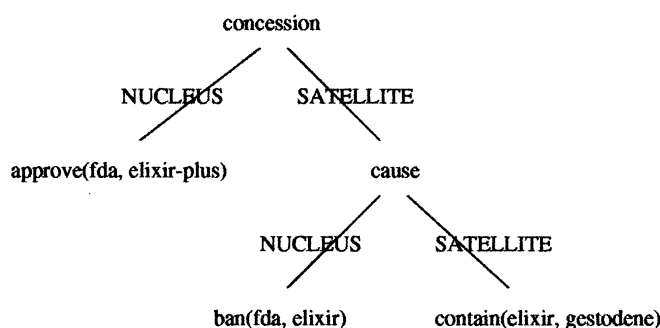 concession
NUCLEUS SATELLITE
approve(fda, elixir-plus) cause
NUCLEUS SATELLITE
ban(fda, elixir) contain(elixir, gestodene)